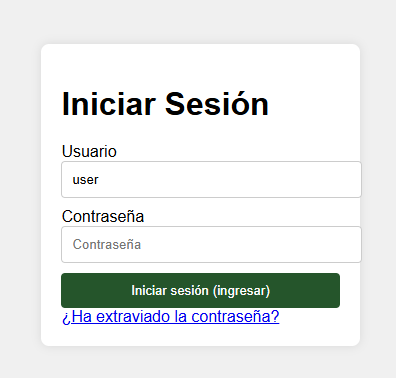 Iniciar Sesión
Usuario
user
Contraseña
Contraseña
Iniciar sesión (ingresar)
¿Ha extraviado la contraseña?